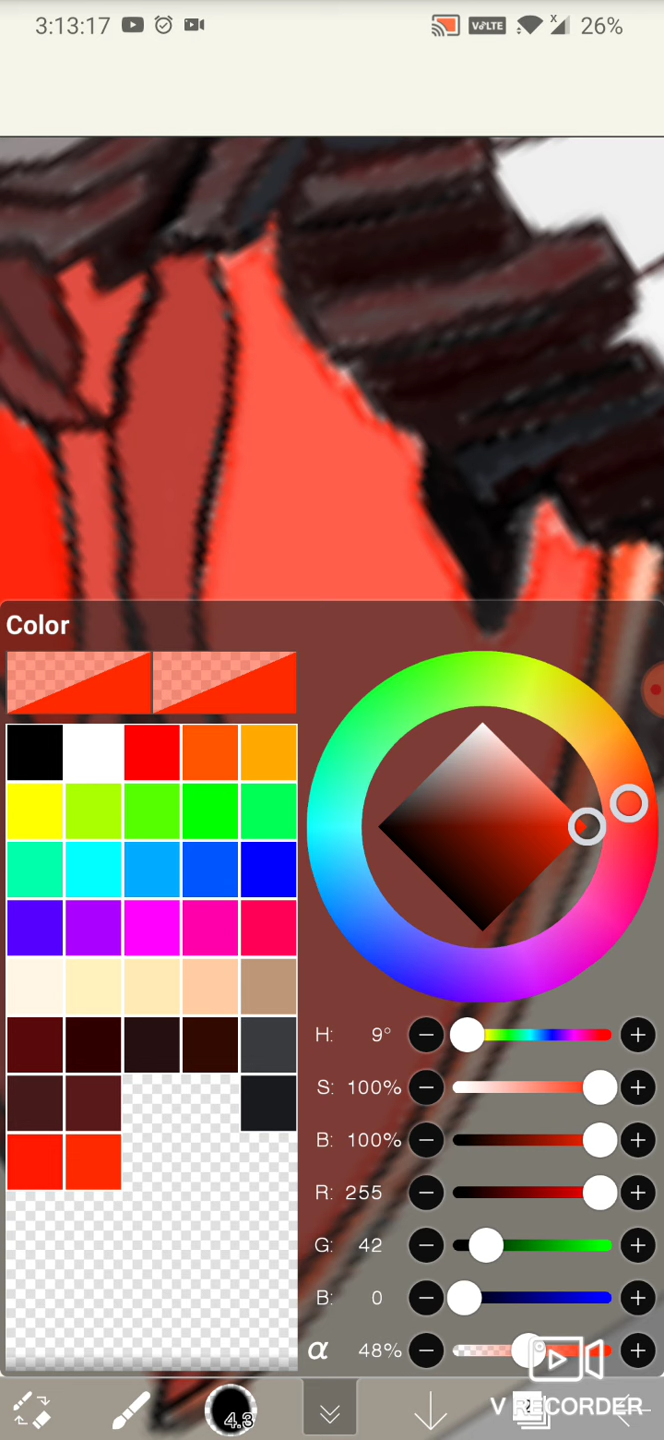 3:13:17 VoLTE x 26%
Color
H: 9°
S: 100%
B: 100%
R: 255
G: 42
B: 0
α 48%
4.3
V RECORDER